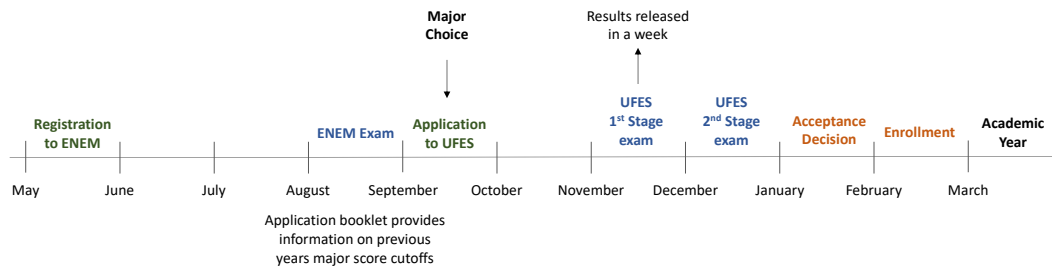 Major
Choice
Results released
in a week
Registration
to ENEM
ENEM Exam
Application
to UFES
UFES
1st Stage
exam
UFES
2nd Stage
exam
Acceptance
Decision
Enrollment
Academic
Year
May
June
July
August
September
October
November
December
January
February
March
Application booklet provides
information on previous
years major score cutoffs